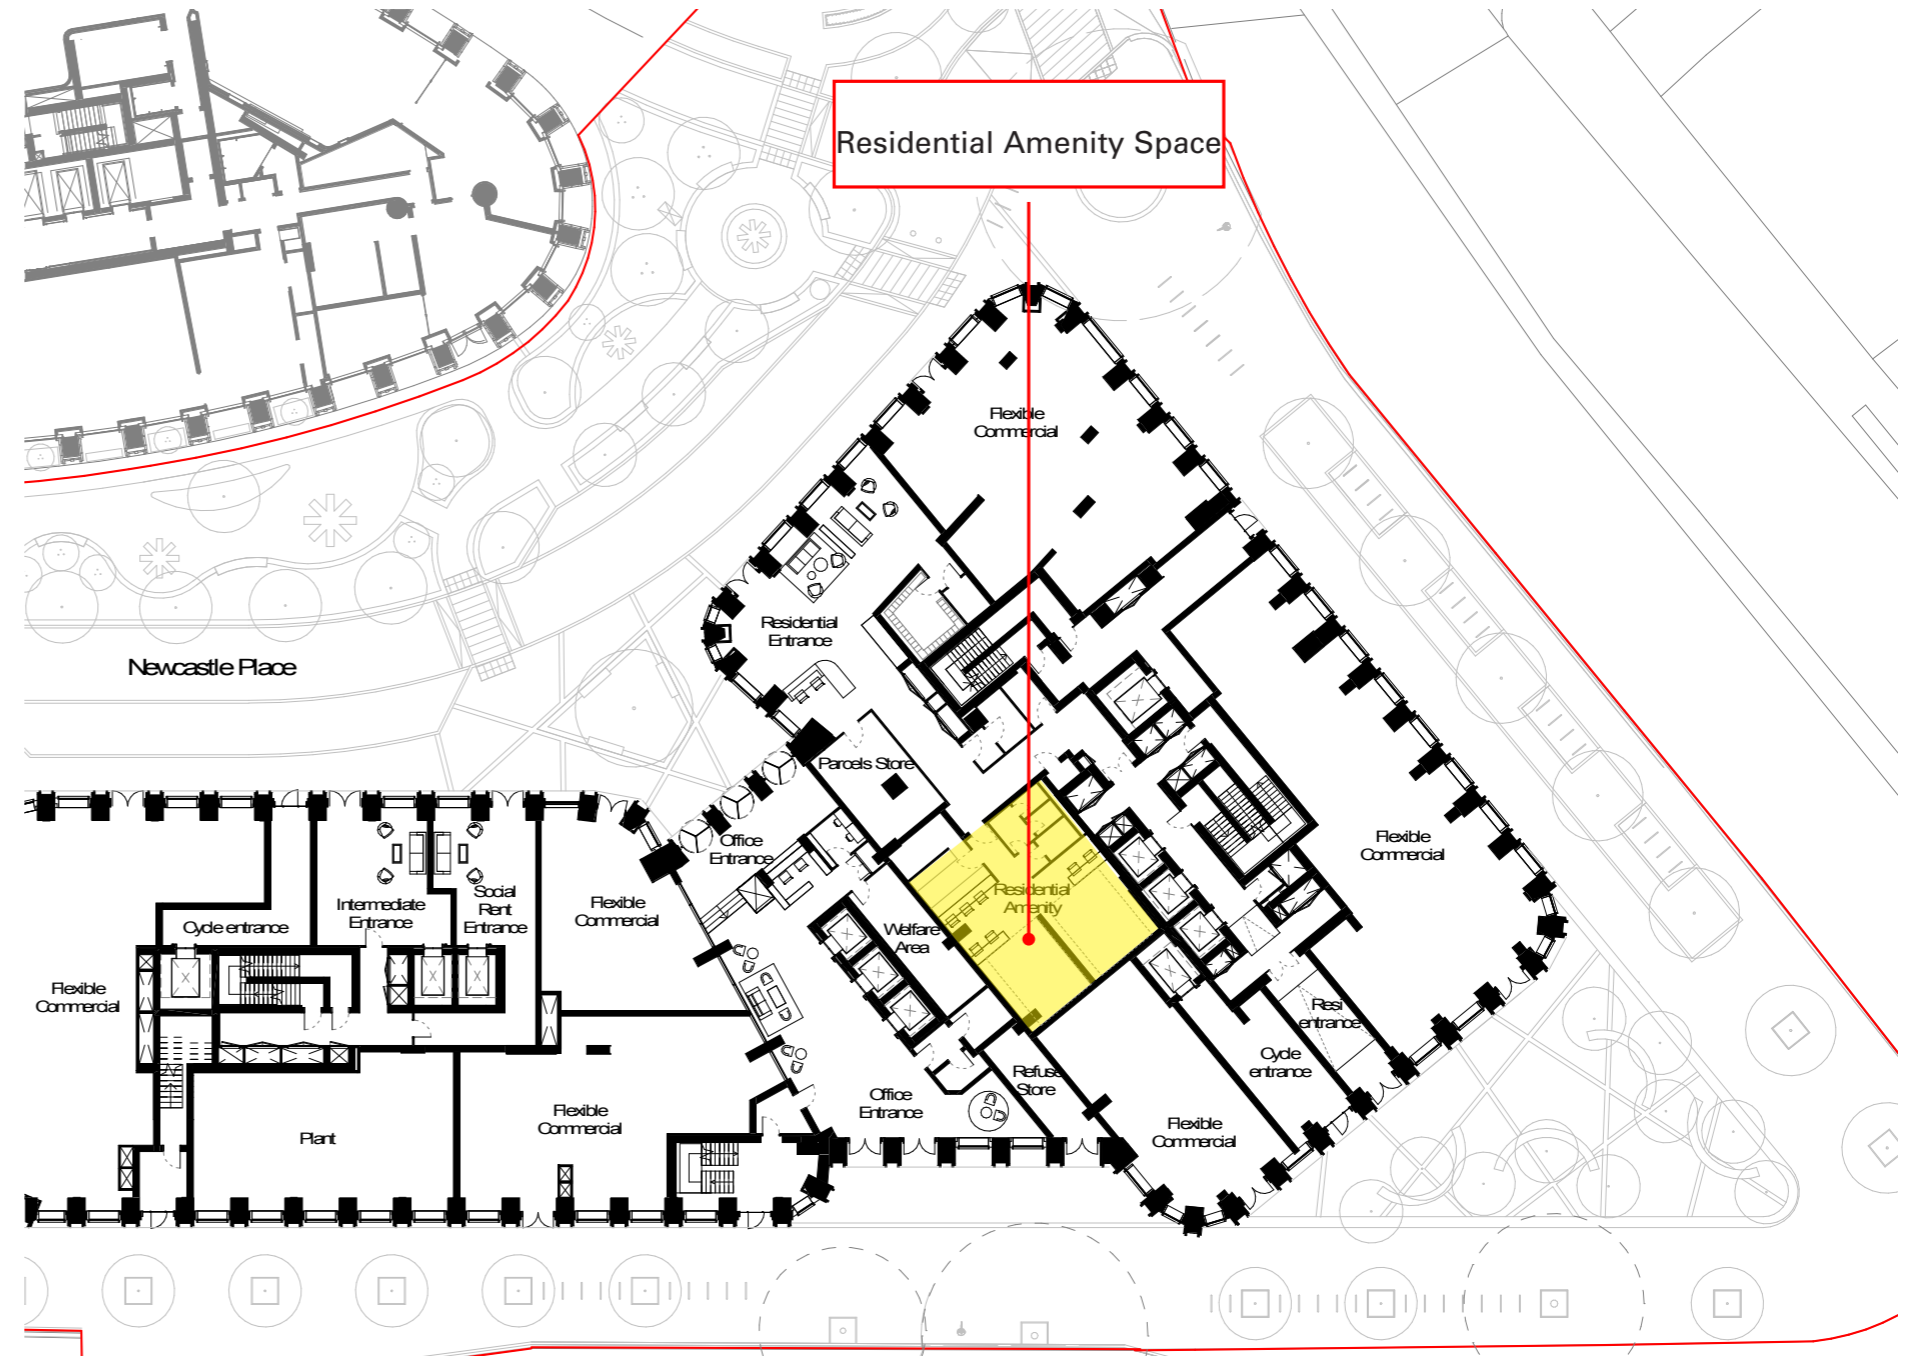 Residential Amenity Space
Flexible
Commercial
Residential
Entrance
Newcastle Place
Parcels Store
Office
Entrance
Flexible
Commercial
Residential
Amenity
Social
Rent
Entrance
Intermediate
Entrance
Cycle entrance
Flexible
Commercial
Welfare
Area
Flexible
Commercial
Resi
entrance
Cycle
entrance
Refuse
Store
Office
Entrance
Flexible
Commercial
Flexible
Commercial
Plant